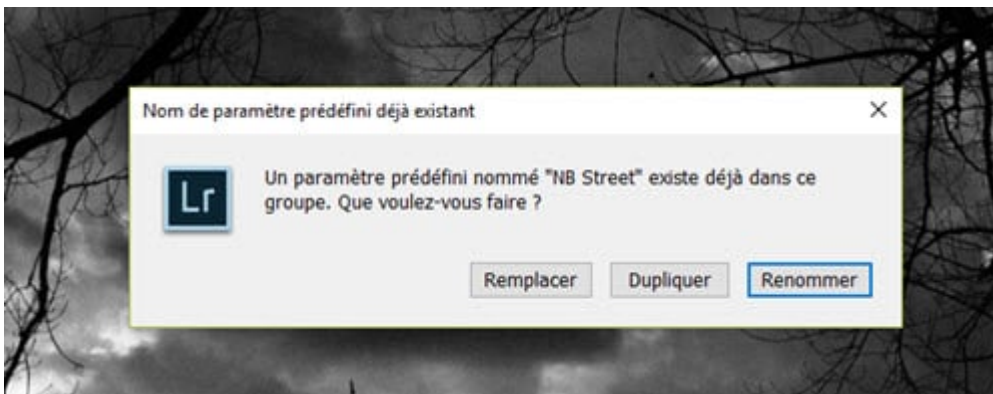 Nom de paramètre prédéfini déjà existant
Lr
Un paramètre prédéfini nommé "NB Street" existe déjà dans ce
groupe. Que voulez-vous faire ?
Remplacer
Dupliquer
Renommer